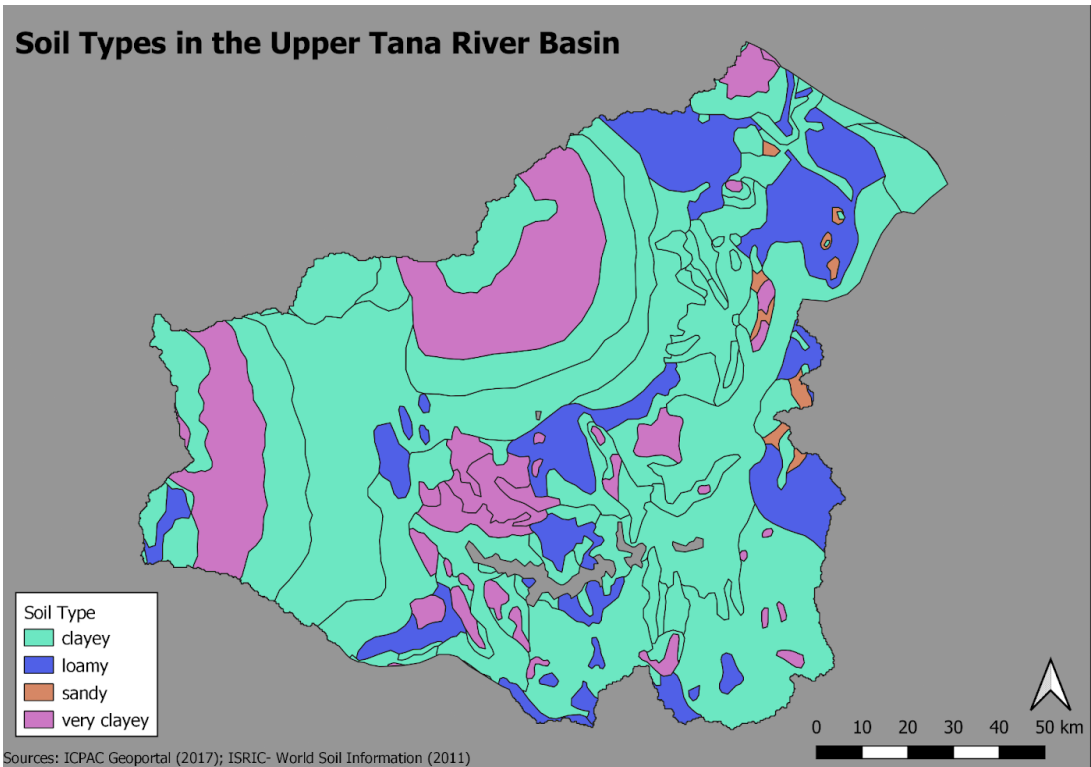 Soil Types in the Upper Tana River Basin
Soil Type
clayey
loamy
sandy
very clayey
0 10 20 30 40 50 km
Sources: ICPAC Geoportal (2017); ISRIC- World Soil Information (2011)